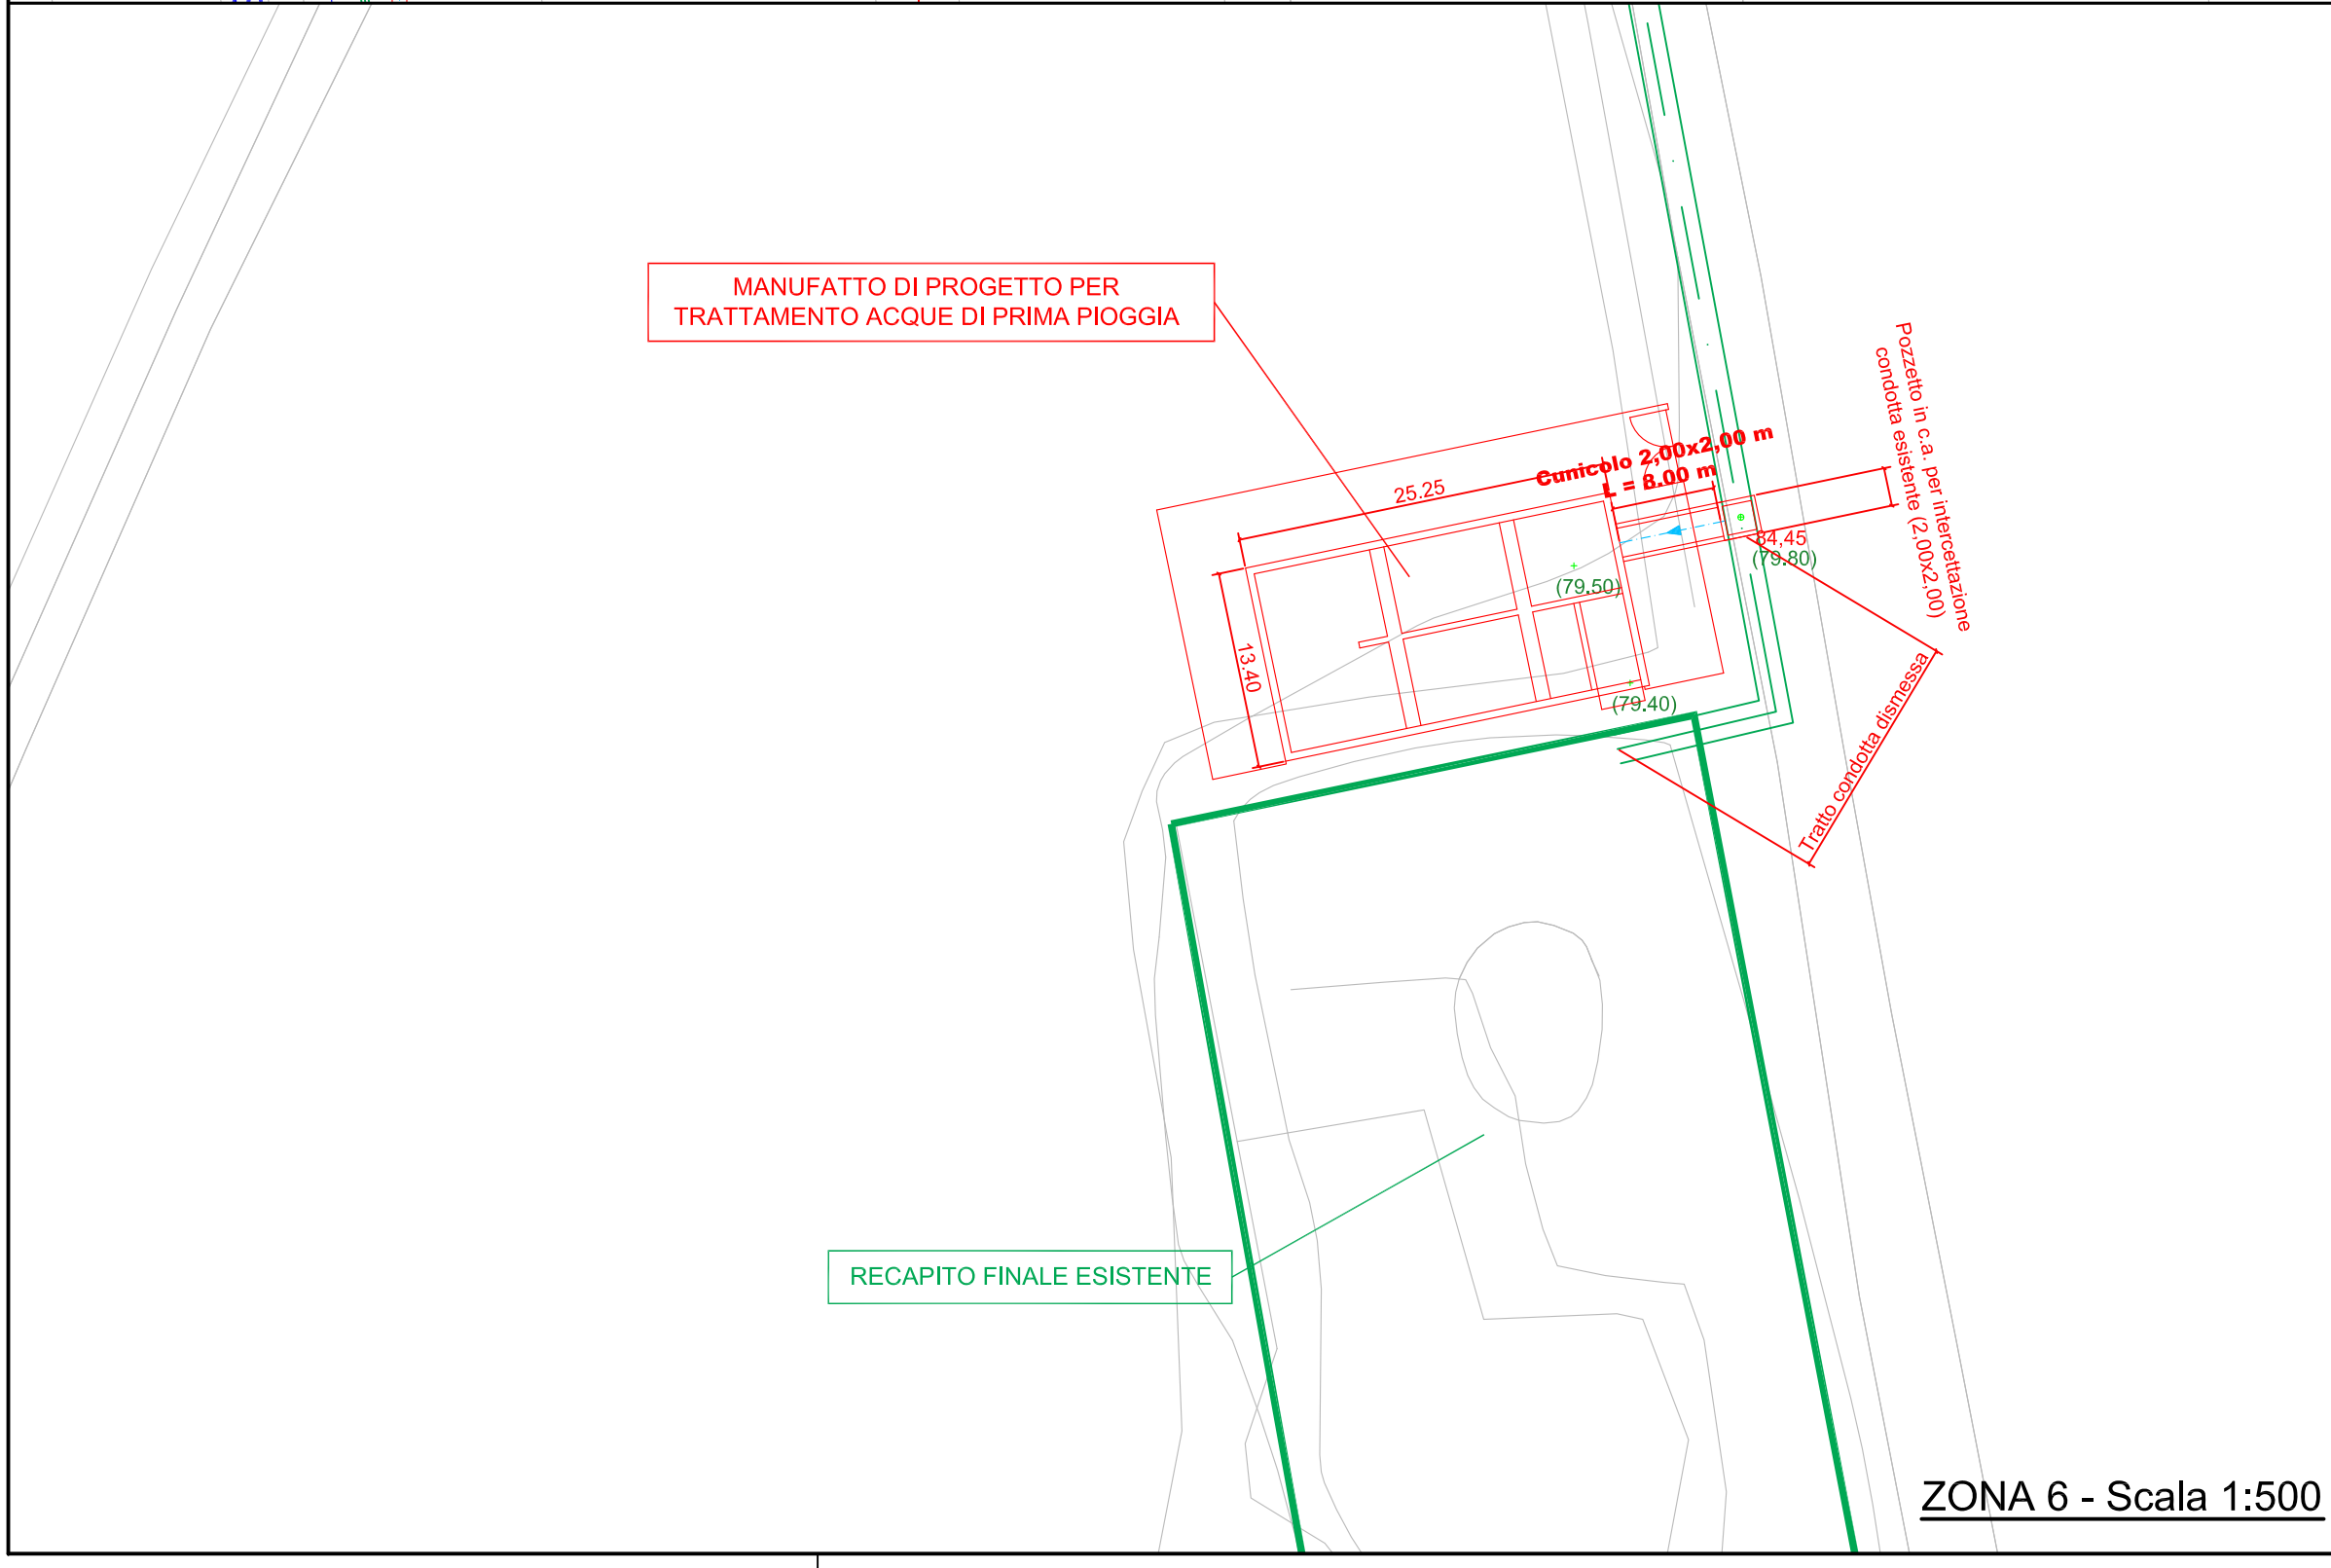 MANUFATTO DI PROGETTO PER
TRATTAMENTO ACQUE DI PRIMA PIOGGIA
Pozzetto in c.a. per intercettazione
condotta esistente (2,00x2,00)
Cunicolo 2,00x2,00 m
L = 8.00 m
25.25
84,45
(79.80)
(79.50)
13.40
(79.40)
Tratto condotta dismessa
RECAPITO FINALE ESISTENTE
ZONA 6 - Scala 1:500